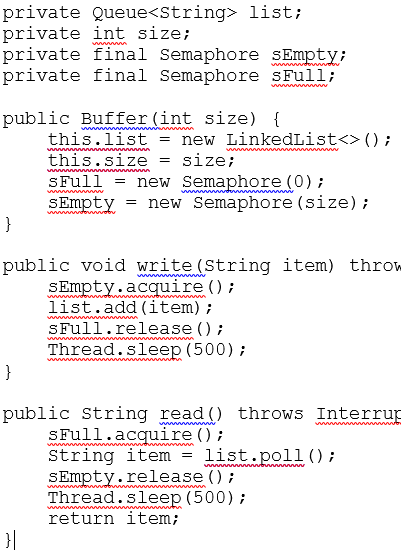 private Queue<String> list;
private int size;
private final Semaphore sEmpty;
private final Semaphore sFull;
public Buffer(int size) {
this.list = new LinkedList<>();
this.size = size;
sFull = new Semaphore(0);
sEmpty = new Semaphore(size);
}
public void write(String item) throw
sEmpty.acquire();
list.add(item);
sFull.release();
Thread.sleep(500);
}
public String read() throws Interrup
sFull.acquire();
String item = list.poll();
sEmpty.release();
Thread.sleep(500);
return item;
}